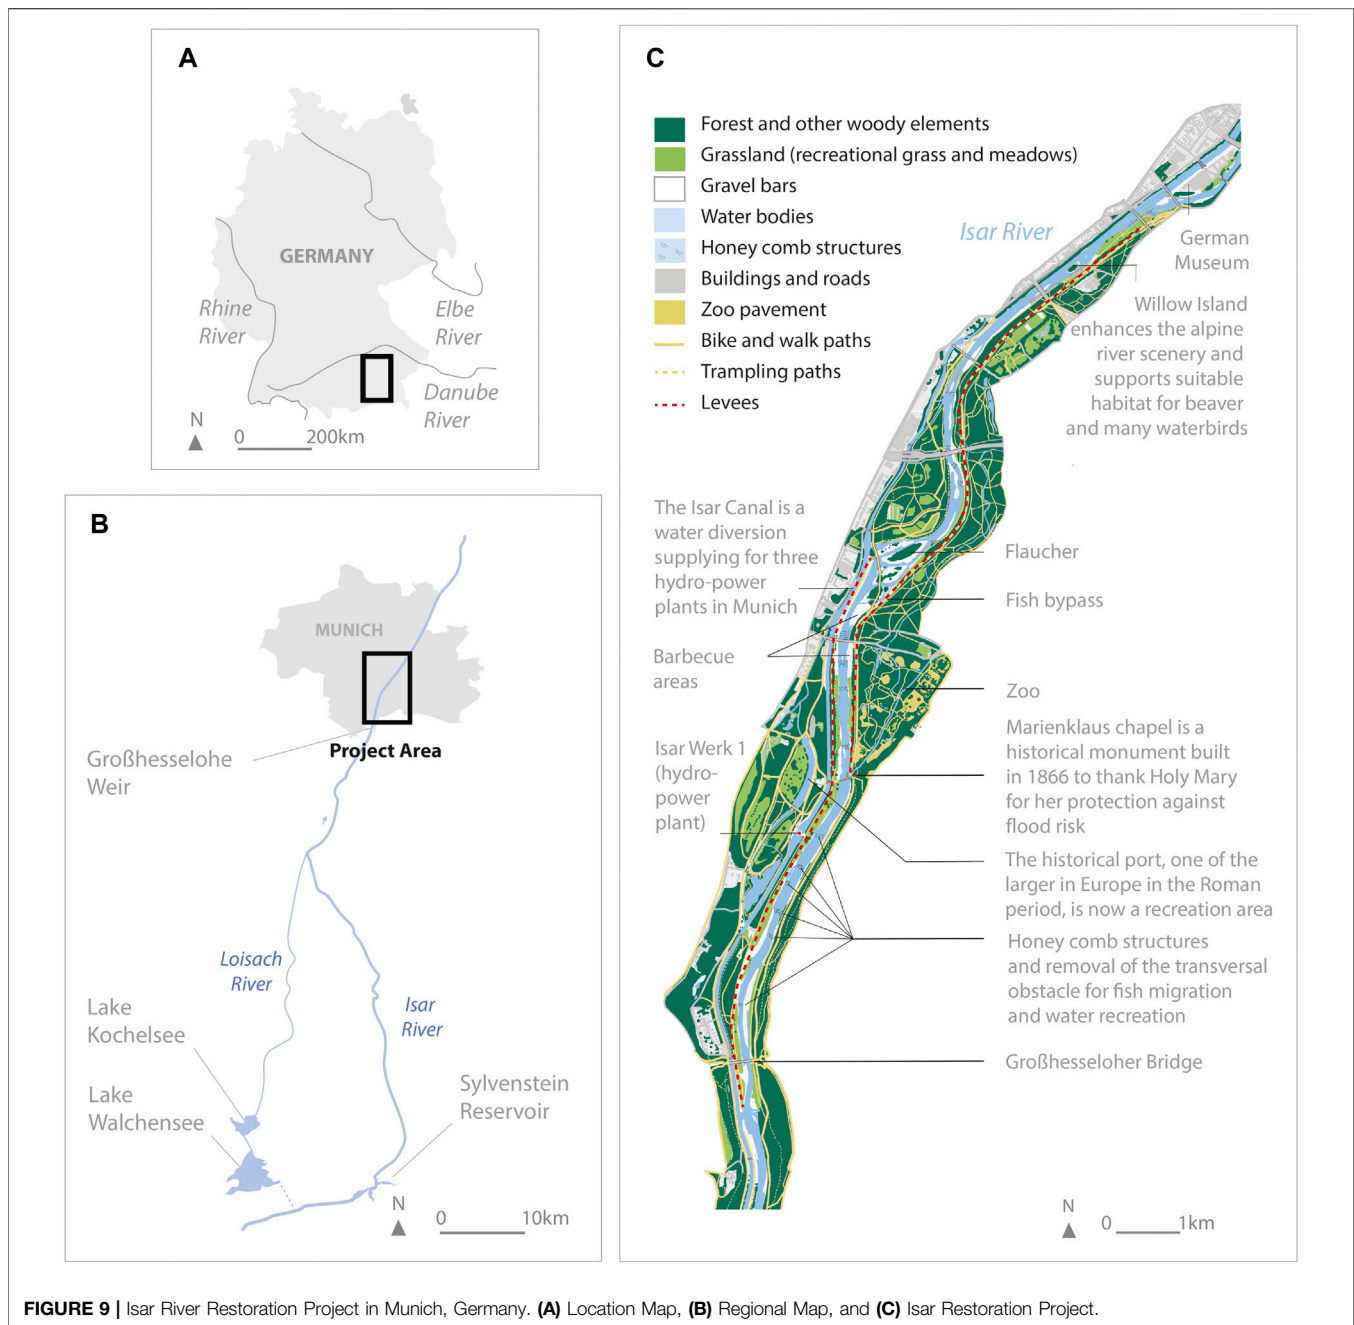 A
GERMANY
Rhine
River
Elbe
River
Danube
River
N
0
200km
B
MUNICH
Project Area
Großhesselohe
Weir
Loisach
River
Isar
River
Lake
Kochelsee
Lake
Walchensee
Sylvenstein
Reservoir
N
0
10km
C
Forest and other woody elements
Grassland (recreational grass and meadows)
Gravel bars
Water bodies
Honey comb structures
Buildings and roads
Zoo pavement
Bike and walk paths
Trampling paths
Levees
Isar River
German
Museum
Willow Island
enhances the alpine
river scenery and
supports suitable
habitat for beaver
and many waterbirds
The Isar Canal is a
water diversion
supplying for three
hydro-power
plants in Munich
Flaucher
Fish bypass
Barbecue
areas
Zoo
Isar Werk 1
(hydro-
power
plant)
Marienklaus chapel is a
historical monument built
in 1866 to thank Holy Mary
for her protection against
flood risk
The historical port, one of the
larger in Europe in the Roman
period, is now a recreation area
Honey comb structures
and removal of the transversal
obstacle for fish migration
and water recreation
Großhesseloher Bridge
N
0
1km
FIGURE 9 | Isar River Restoration Project in Munich, Germany. (A) Location Map, (B) Regional Map, and (C) Isar Restoration Project.